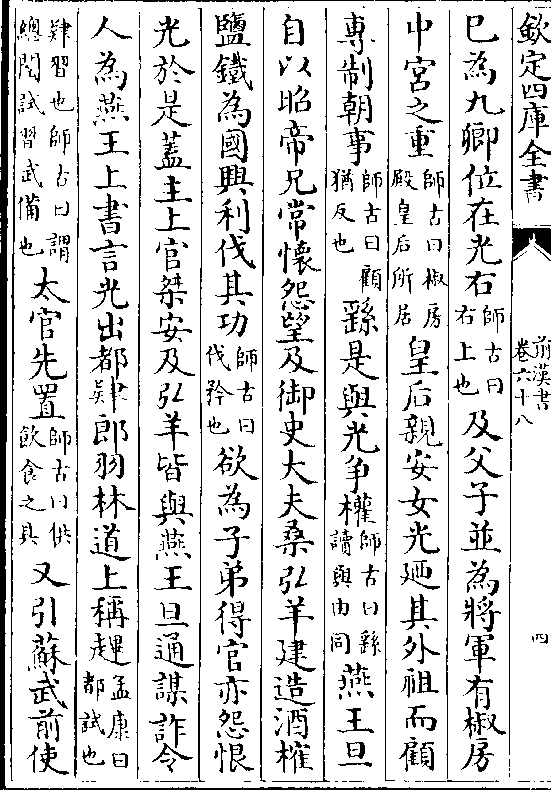 欽定四庫全書 前漢書 卷六十八 四
已為九卿位在光右師古曰右上也及父子並為將軍有椒房
中宮之重師古曰椒房殿皇后所居皇后親安女光廼其外祖而顧
専制朝事師古曰顧猶反也繇是與光爭權師古曰繇讀與由同燕王旦
自以昭帝兄常懷怨望及御史大夫桑弘羊建造酒榷
鹽鐵為國興利伐其功師古曰伐矜也欲為子弟得官亦怨恨
光於是蓋主上官桀安及弘羊皆與燕王旦通謀詐令
人為燕王上書言光出都肄郎羽林道上稱趩孟康曰都試也
肄習也師古曰謂總閲試習武備也太官先置師古曰供飲食之具又引蘇武前使